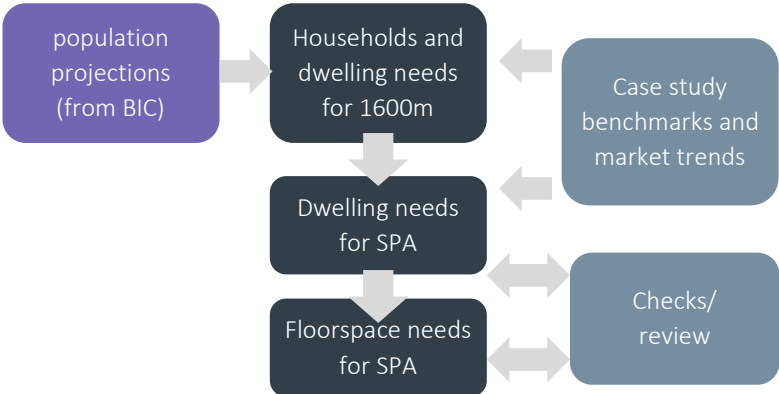 population
projections
(from BIC)
Households and
dwelling needs
for 1600m
Case study
benchmarks and
market trends
Dwelling needs
for SPA
Floorspace needs
for SPA
Checks/
review